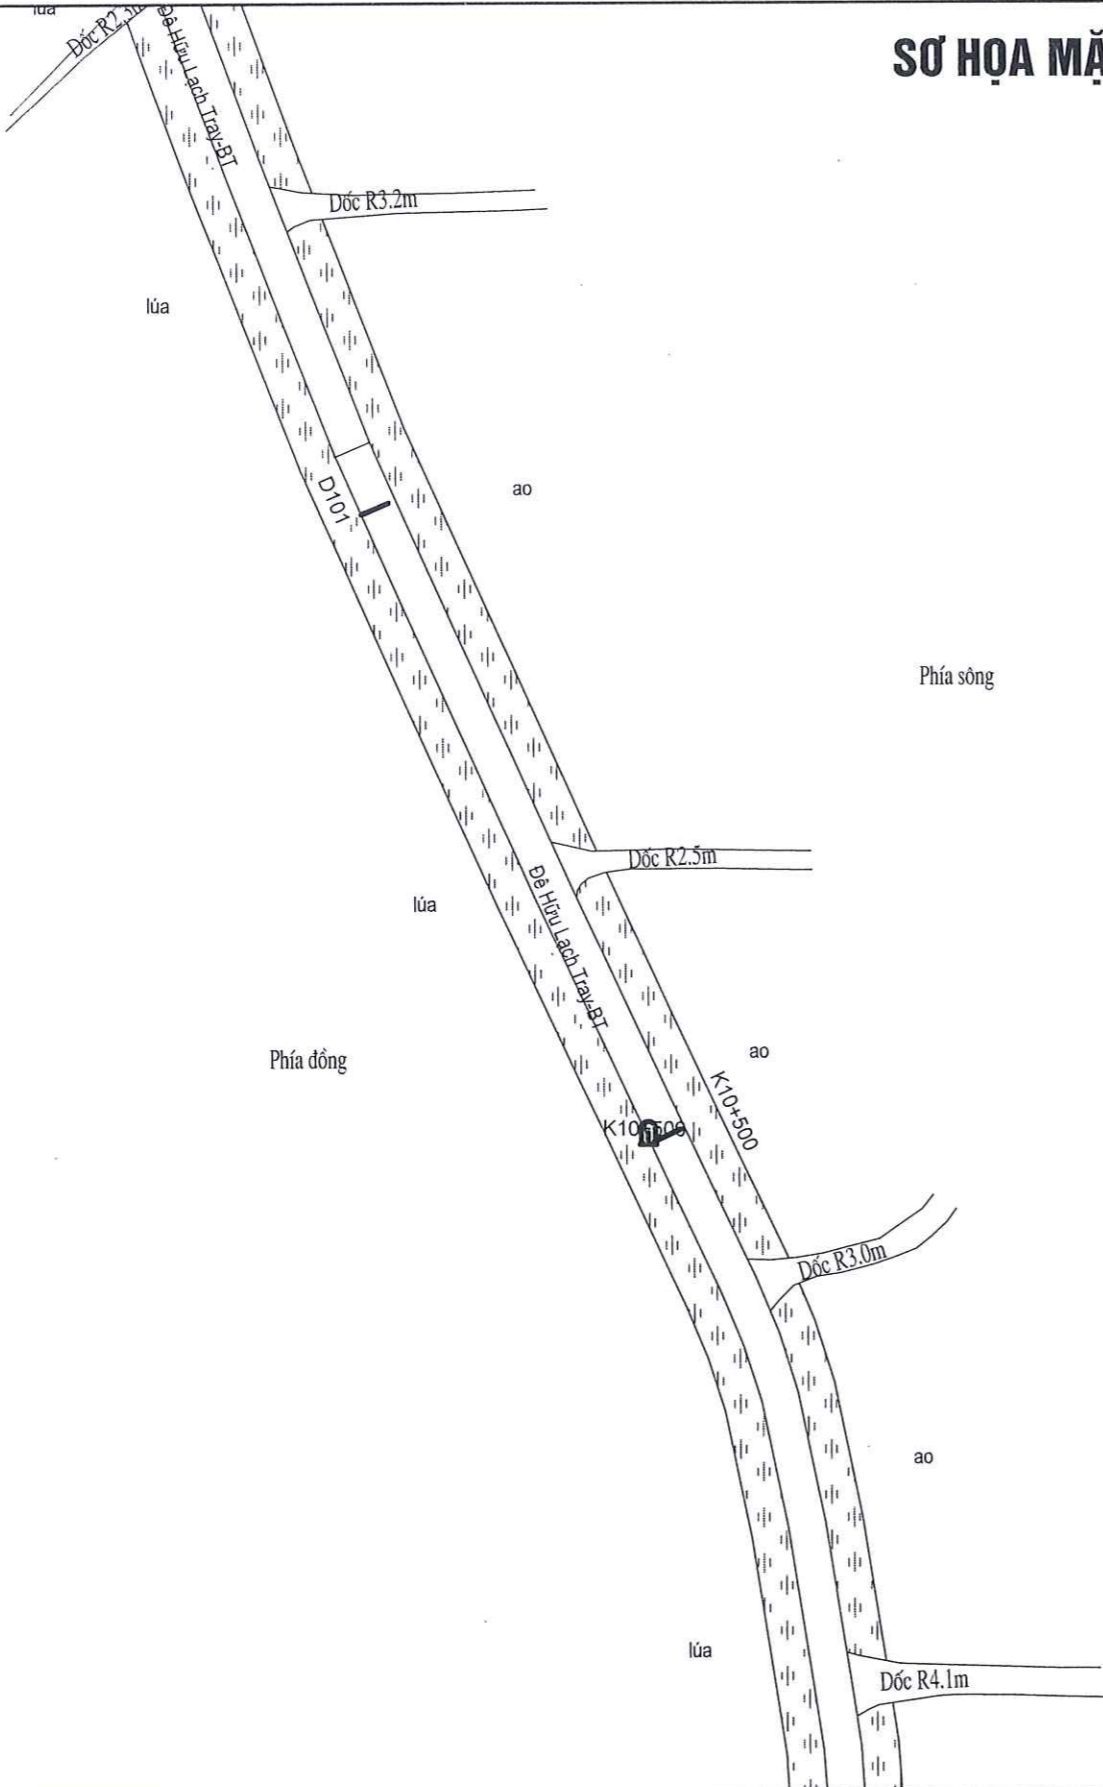 lúa
Dốc R2.
Đê Hữu Lạch Tray-BT
SƠ HỌA MẶ
Dốc R3.2m
lúa
D101
ao
Phía sông
Dốc R2.5m
Đê Hữu Lạch Tray-BT
lúa
Phía đồng
ao
K10+500
K10+500
Dốc R3.0m
ao
lúa
Dốc R4.1m